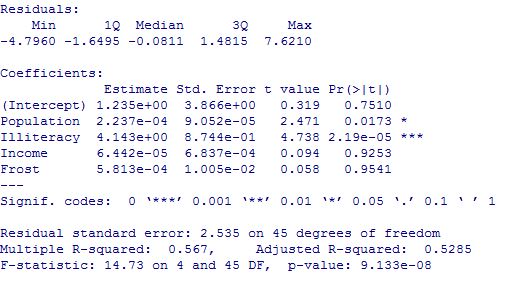 Residuals:
    Min      1Q  Median      3Q     Max
-4.7960 -1.6495 -0.0811  1.4815  7.6210

Coefficients:
             Estimate Std. Error t value Pr(>|t|)
(Intercept) 1.235e+00  3.866e+00   0.319   0.7510
Population  2.237e-04  9.052e-05   2.471   0.0173 *
Illiteracy  4.143e+00  8.744e-01   4.738 2.19e-05 ***
Income      6.442e-05  6.837e-04   0.094   0.9253
Frost       5.813e-04  1.005e-02   0.058   0.9541
---
Signif. codes:  0 ‘***’ 0.001 ‘**’ 0.01 ‘*’ 0.05 ‘.’ 0.1 ‘ ’ 1

Residual standard error: 2.535 on 45 degrees of freedom
Multiple R-squared:  0.567,	Adjusted R-squared:  0.5285
F-statistic: 14.73 on 4 and 45 DF,  p-value: 9.133e-08